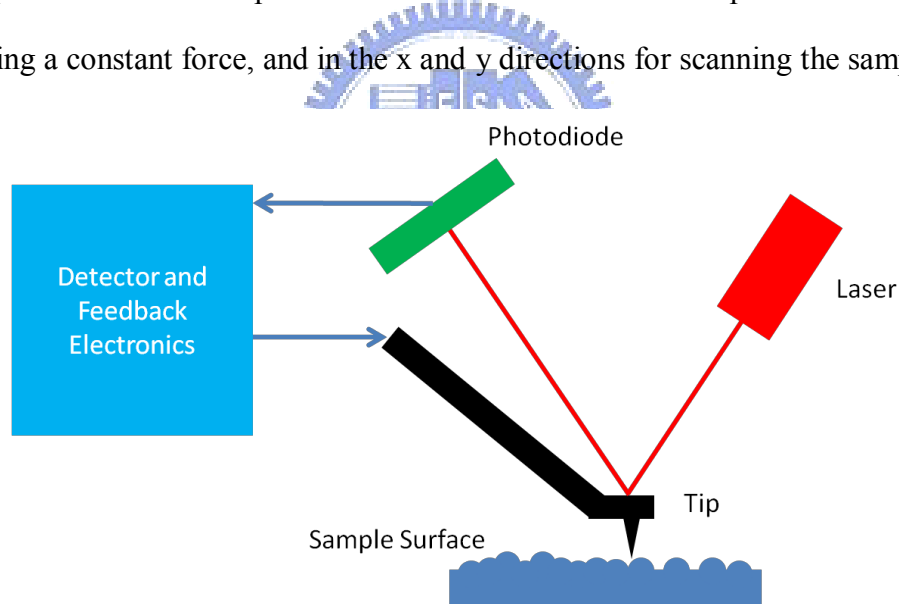 ing a constant force, and in the x and y directions for scanning the samp
Photodiode
Detector and
Feedback
Electronics
Laser
Tip
Sample Surface